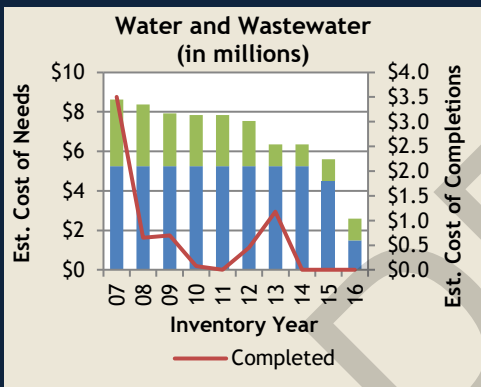 Water and Wastewater
(in millions)
Est. Cost of Needs
$10
$8
$6
$4
$2
$0
$4.0
$3.5
$3.0
$2.5
$2.0
$1.5
$1.0
$0.5
$0.0
Est. Cost of Completions
07 08 09 10 11 12 13 14 15 16
Inventory Year
Completed